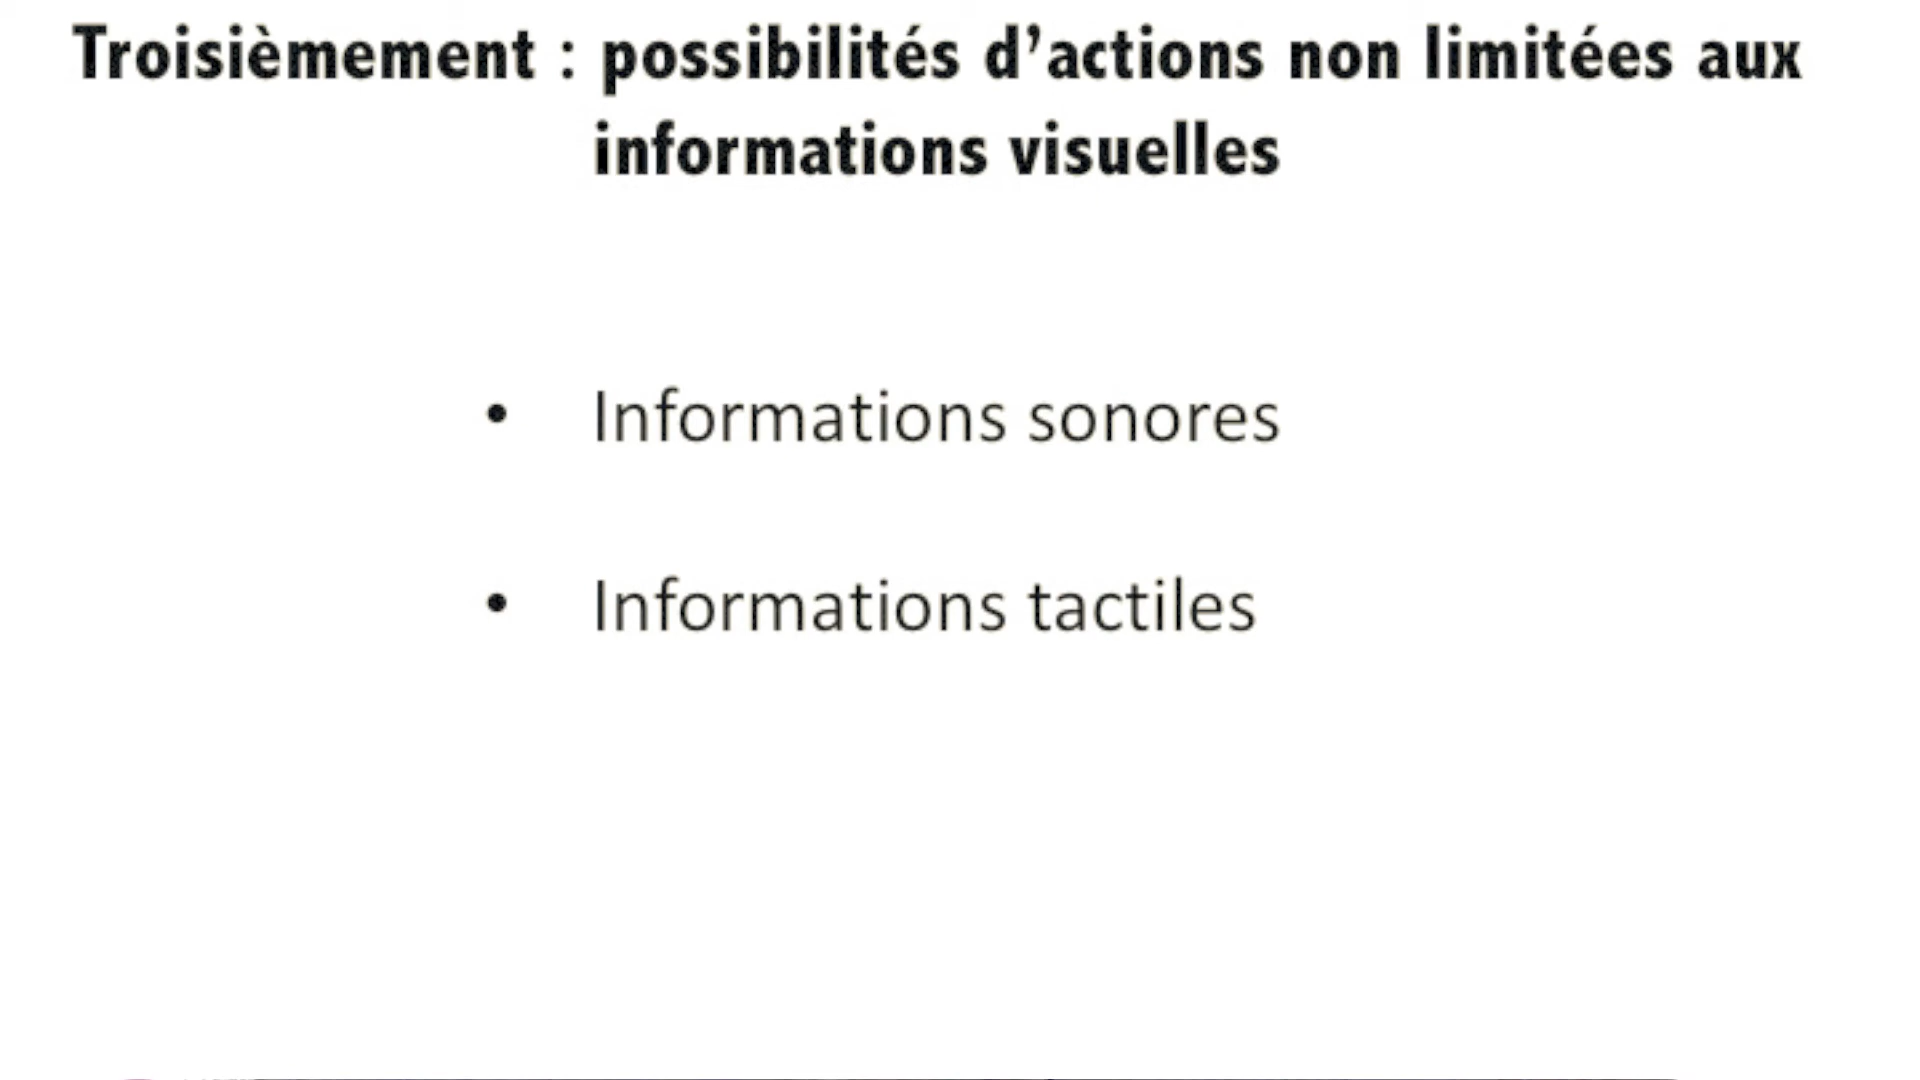 Troisièmement : possibilités d’actions non limitées aux
informations visuelles
• Informations sonores
• Informations tactiles